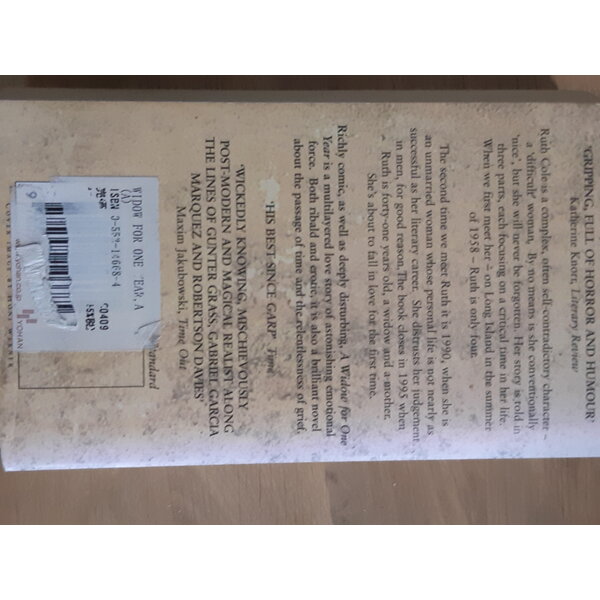 'GRIPPING, FULL OF HORROR AND HUMOUR'
Katherine Knorr, Literary Review
Ruth Cole is a complex, often self-contradictory character –
a 'difficult' woman. By no means is she conventionally
'nice', but she will never be forgotten. Her story is told in
three parts, each focusing on a critical time in her life.
When we first meet her – on Long Island in the summer
of 1958 – Ruth is only four.
The second time we meet Ruth it is 1990, when she is
an unmarried woman whose personal life is not nearly as
successful as her literary career. She distrusts her judgement
in men, for good reason. The book closes in 1995 when
Ruth is forty-one years old, a widow and a mother.
She's about to fall in love for the first time.
Richly comic, as well as deeply disturbing, A Widow for One
Year is a multilayered love story of astonishing emotional
force. Both ribald and erotic, it is also a brilliant novel
about the passage of time and the relentlessness of grief.
'HIS BEST SINCE GARP' Time
'WICKEDLY KNOWING, MISCHIEVOUSLY
POST-MODERN AND MAGICAL REALIST ALONG
THE LINES OF GUNTER GRASS, GABRIEL GARCIA
MARQUEZ AND ROBERTSON DAVIES'
Maxim Jakubowski, Time Out
tandard
WIDOW FOR ONE YEAR,A
(A)
ISBN
00409
YOHAN
9
COVER IMAGE BY